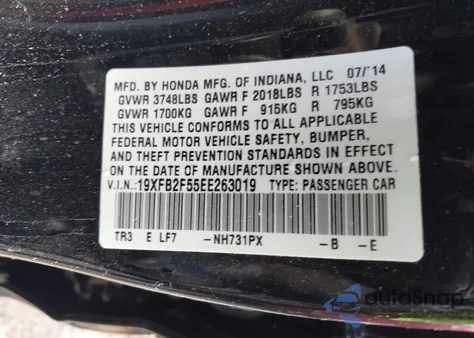 MFD. BY HONDA MFG. OF INDIANA, LLC 07/'14
GVWR 3748LBS GAWR F 2018LBS R 1753LBS
GVWR 1700KG GAWR F 915KG R 795KG
THIS VEHICLE CONFORMS TO ALL APPLICABLE
FEDERAL MOTOR VEHICLE SAFETY, BUMPER,
AND THEFT PREVENTION STANDARDS IN EFFECT
ON THE DATE OF MANUFACTURE SHOWN ABOVE.
V.I.N.:19XFB2F55EE263019 TYPE: PASSENGER CAR
TR3 E LF7 -NH731PX -B -E
autoSnap